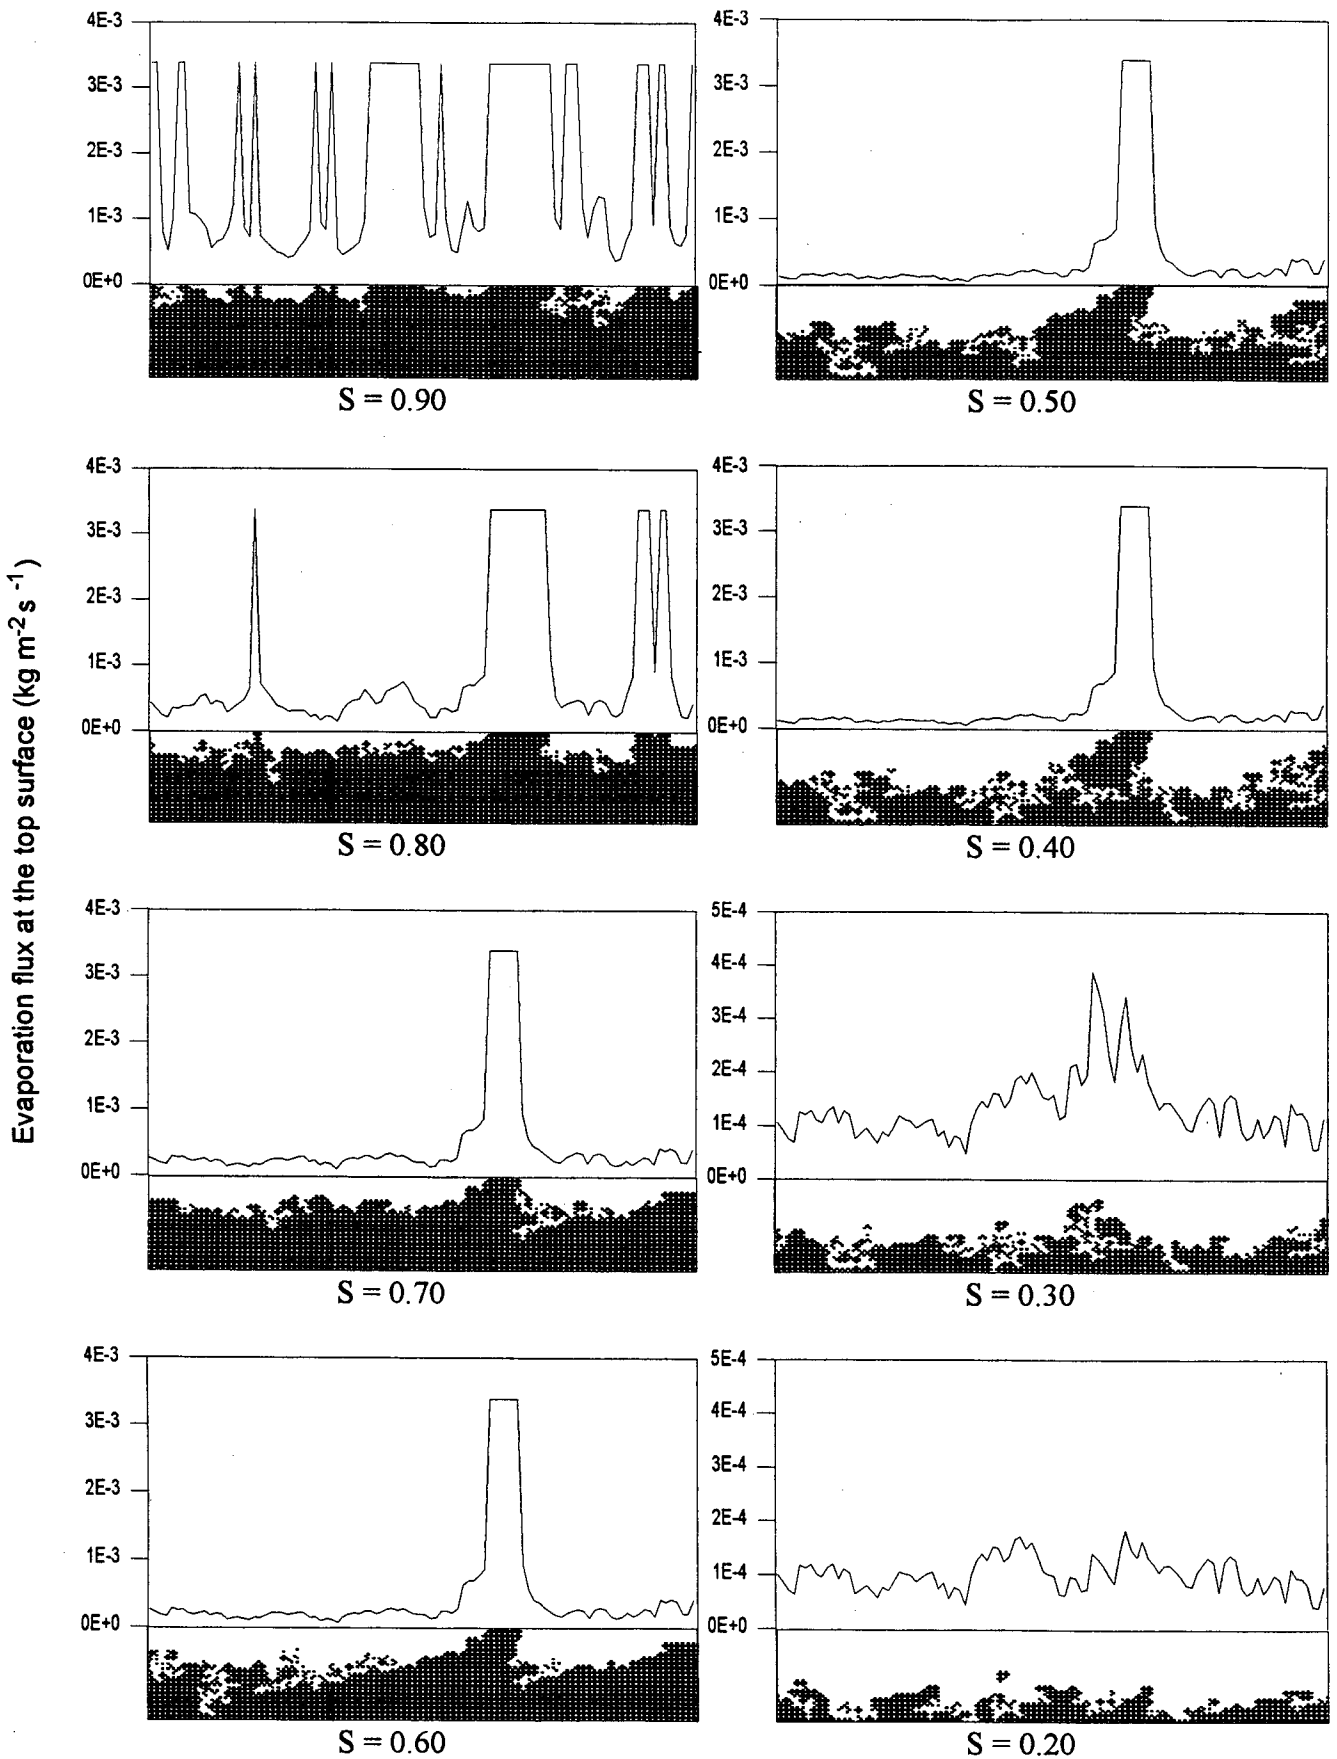 Evaporation flux at the top surface (kg m-2 s -1)
4E-3
3E-3
2E-3
1E-3
0E+0
S = 0.90
4E-3
3E-3
2E-3
1E-3
0E+0
S = 0.80
4E-3
3E-3
2E-3
1E-3
0E+0
S = 0.70
4E-3
3E-3
2E-3
1E-3
0E+0
S = 0.60
4E-3
3E-3
2E-3
1E-3
0E+0
S = 0.50
4E-3
3E-3
2E-3
1E-3
0E+0
S = 0.40
5E-4
4E-4
3E-4
2E-4
1E-4
0E+0
S = 0.30
5E-4
4E-4
3E-4
2E-4
1E-4
0E+0
S = 0.20